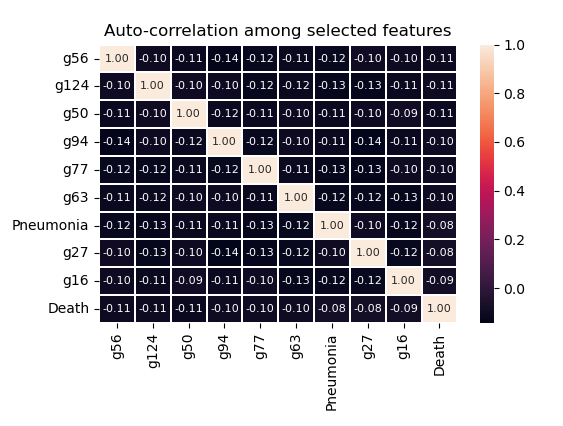 Auto-correlation among selected features
g56 1.00 -0.10 -0.11 -0.14 -0.12 -0.11 -0.12 -0.10 -0.10 -0.11
g124 -0.10 1.00 -0.10 -0.10 -0.12 -0.12 -0.13 -0.13 -0.11 -0.11
g50 -0.11 -0.10 1.00 -0.12 -0.11 -0.10 -0.11 -0.10 -0.09 -0.11
g94 -0.14 -0.10 -0.12 1.00 -0.12 -0.10 -0.11 -0.14 -0.11 -0.10
g77 -0.12 -0.12 -0.11 -0.12 1.00 -0.11 -0.13 -0.13 -0.10 -0.10
g63 -0.11 -0.12 -0.10 -0.10 -0.11 1.00 -0.12 -0.12 -0.13 -0.10
Pneumonia -0.12 -0.13 -0.11 -0.11 -0.13 -0.12 1.00 -0.10 -0.12 -0.08
g27 -0.10 -0.13 -0.10 -0.14 -0.13 -0.12 -0.10 1.00 -0.12 -0.08
g16 -0.10 -0.11 -0.09 -0.11 -0.10 -0.13 -0.12 -0.12 1.00 -0.09
Death -0.11 -0.11 -0.11 -0.10 -0.10 -0.10 -0.08 -0.08 -0.09 1.00
g56 g124 g50 g94 g77 g63 Pneumonia g27 g16 Death
1.0
0.8
0.6
0.4
0.2
0.0